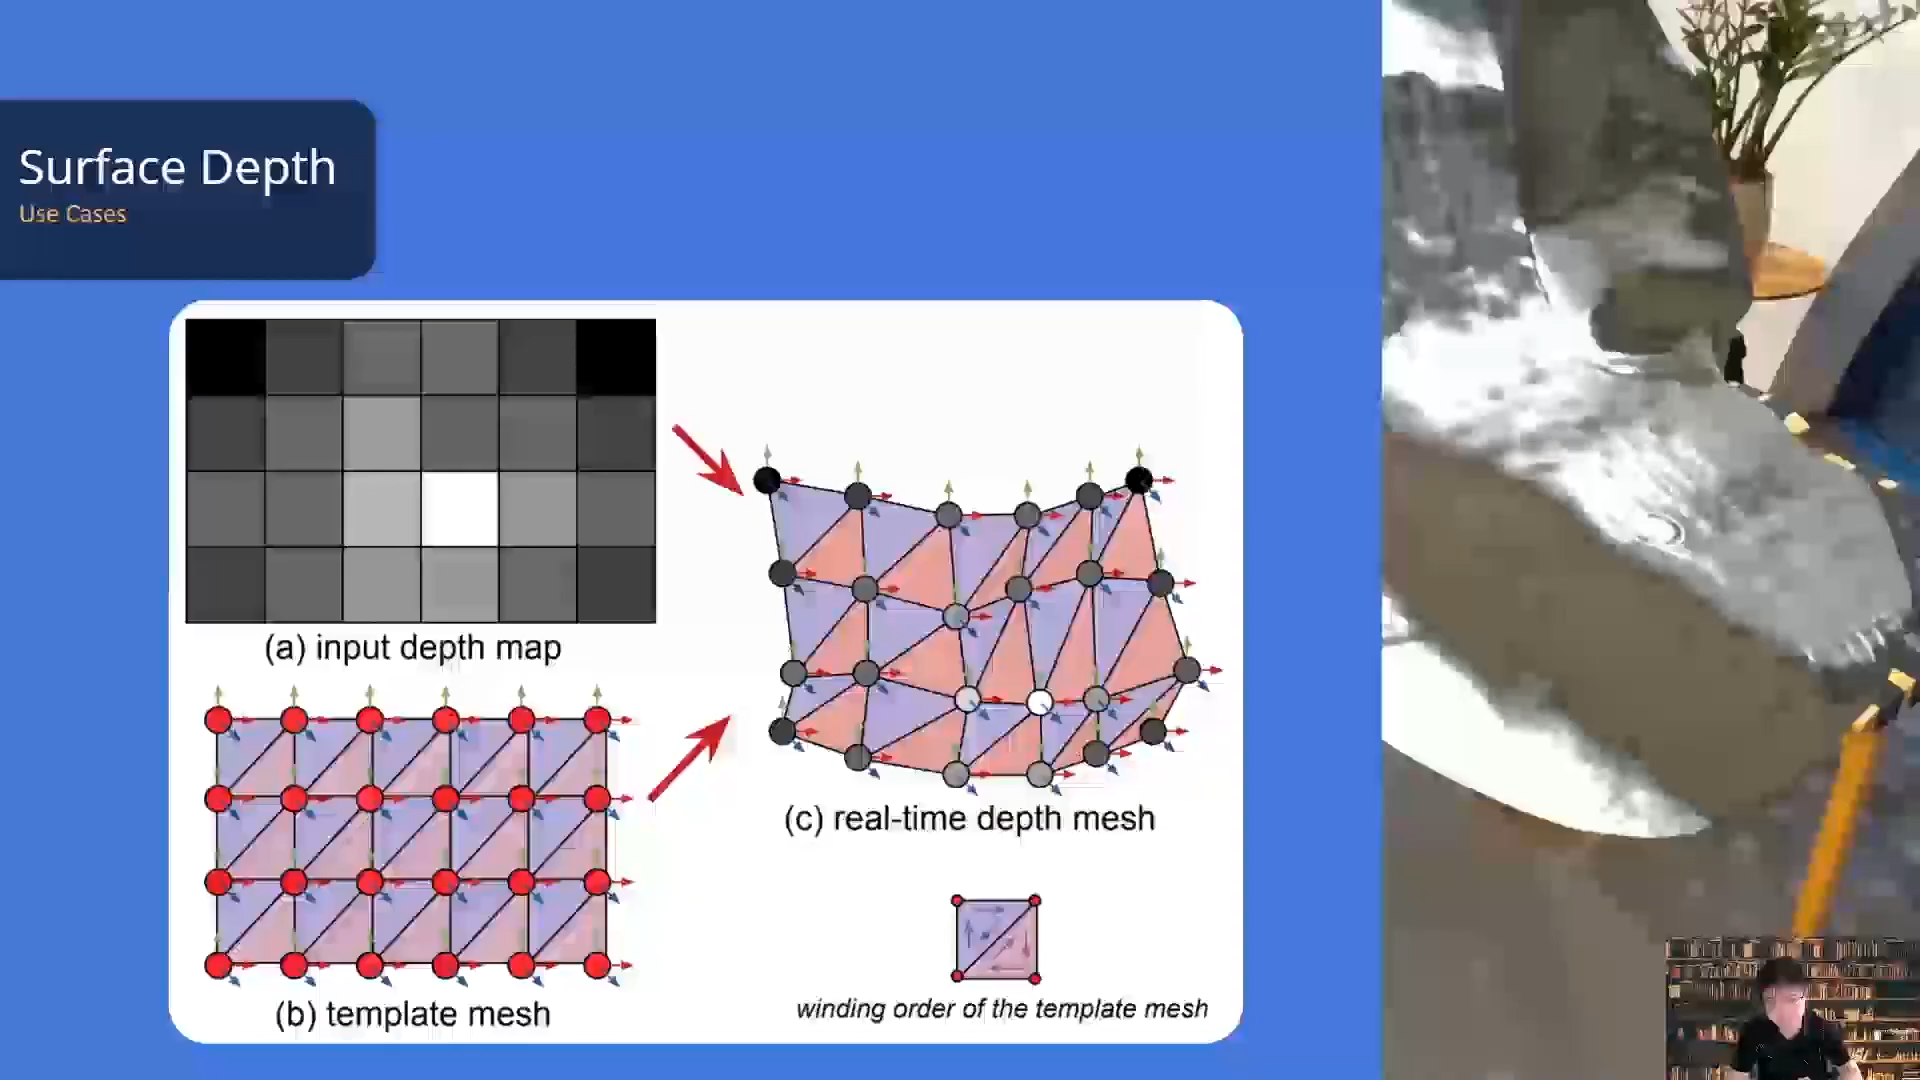 Surface Depth
Use Cases
(a) input depth map
(b) template mesh
(c) real-time depth mesh
winding order of the template mesh